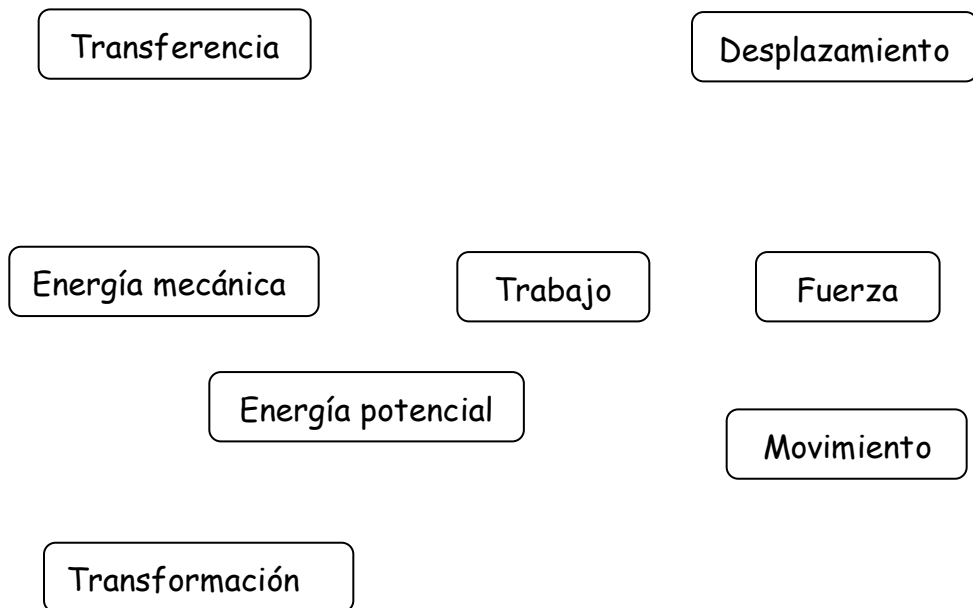 Transferencia
Desplazamiento
Energía mecánica
Trabajo
Fuerza
Energía potencial
Movimiento
Transformación